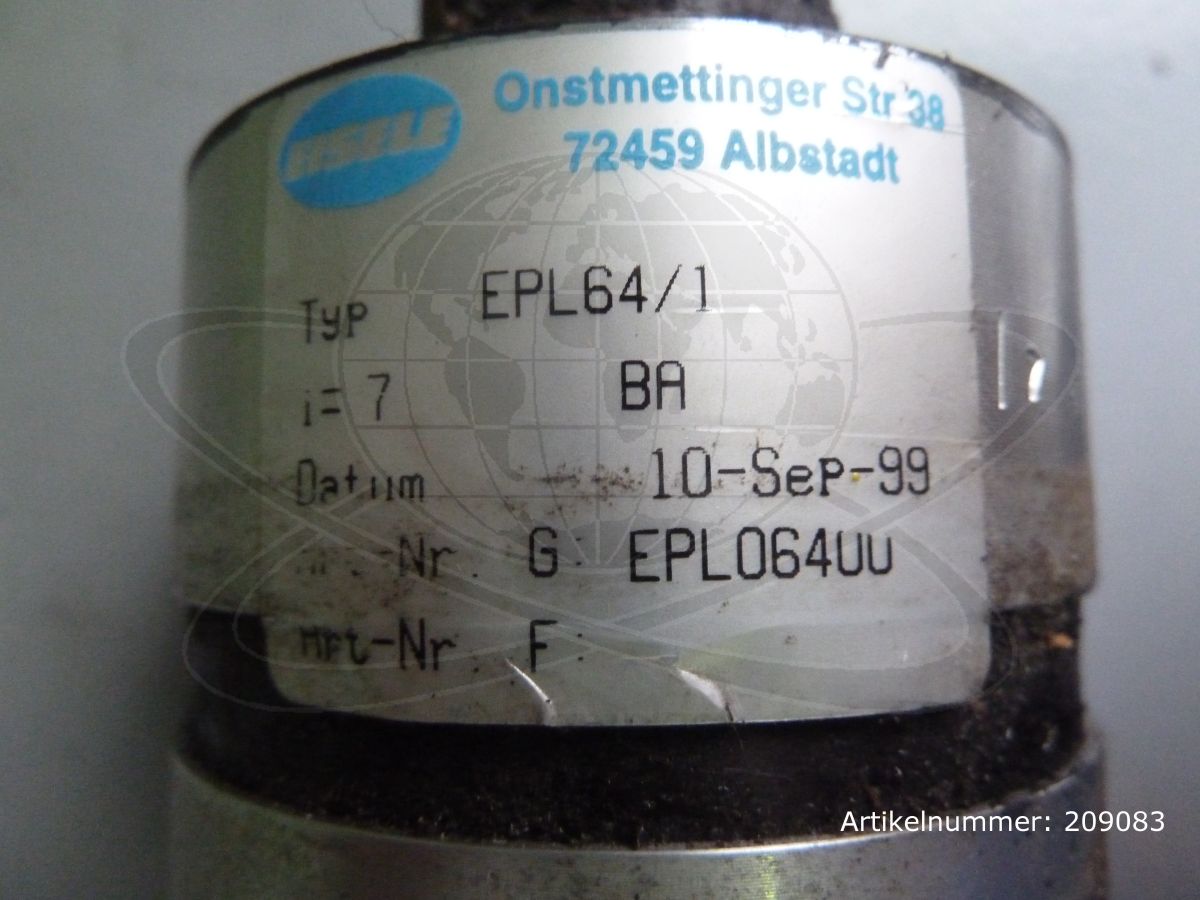 Onstmettinger Str 38
72459 Albstadt
Typ EPL64/1
i= 7 BA
Datum 10-Sep-99
-Nr. G: EPL064UU
Art-Nr. F:
Artikelnummer: 209083